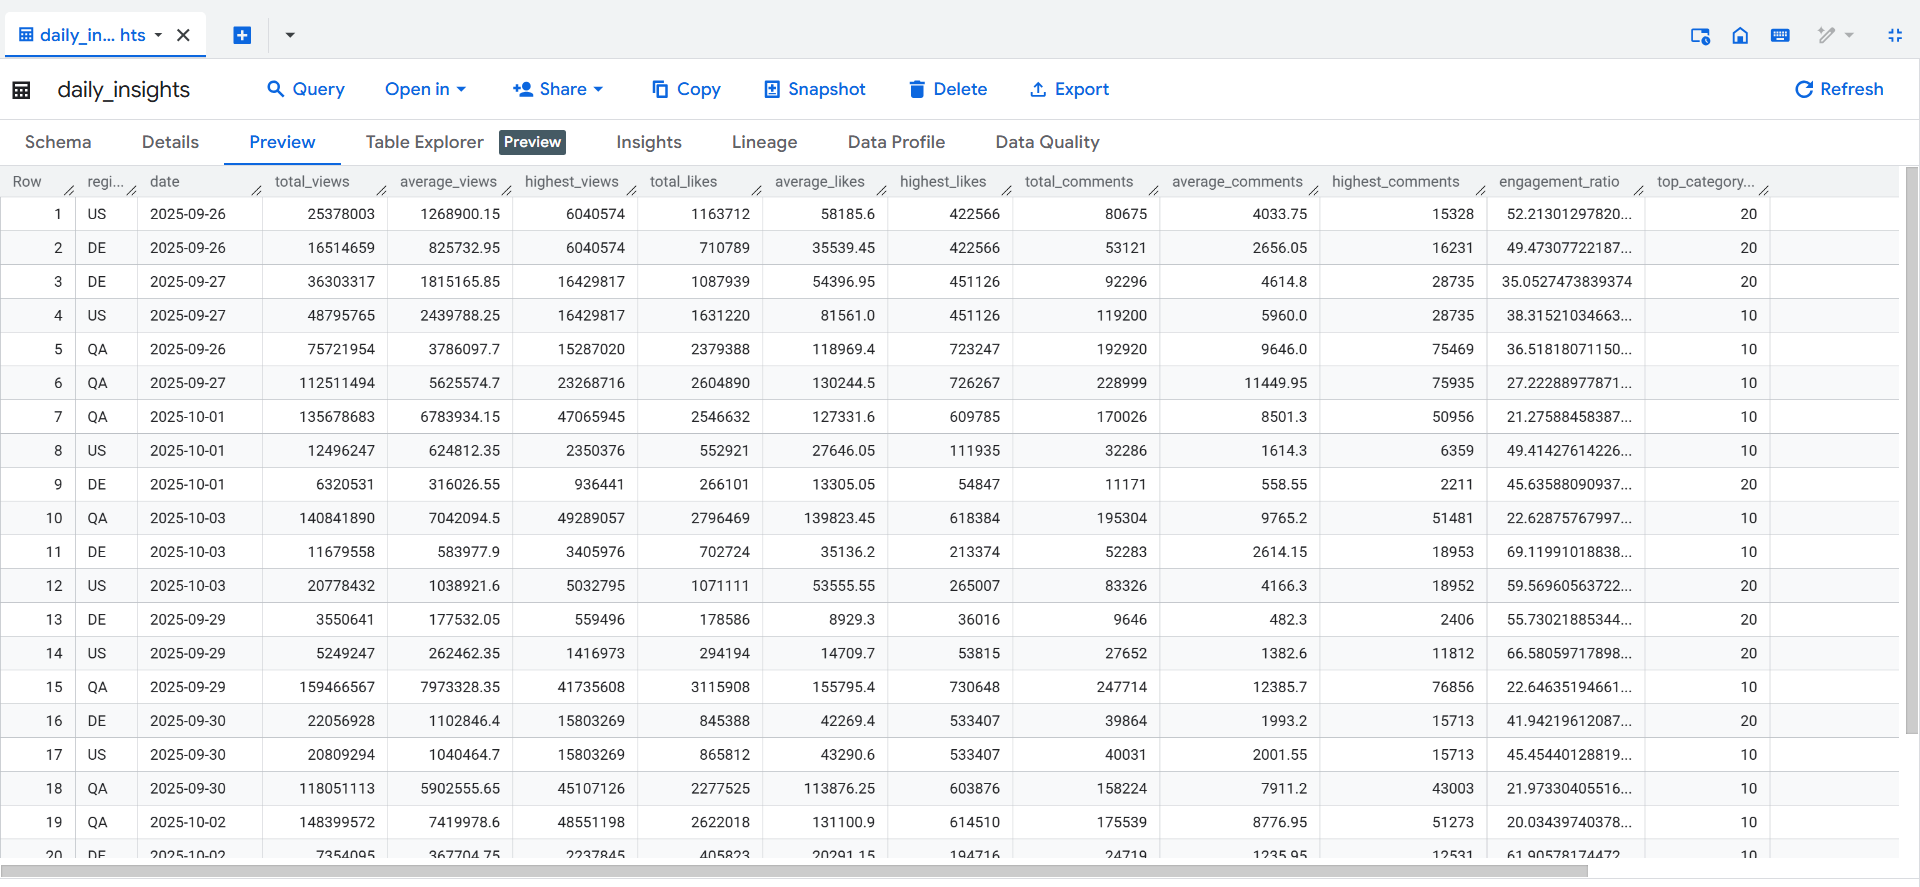 daily_in... hts
daily_insights Query Open in Share Copy Snapshot Delete Export Refresh
Schema Details Preview Table Explorer Preview Insights Lineage Data Profile Data Quality
Row regi... date total_views average_views highest_views total_likes average_likes highest_likes total_comments average_comments highest_comments engagement_ratio top_category...
1 US 2025-09-26 25378003 1268900.15 6040574 1163712 58185.6 422566 80675 4033.75 15328 52.21301297820... 20
2 DE 2025-09-26 16514659 825732.95 6040574 710789 35539.45 422566 53121 2656.05 16231 49.47307722187... 20
3 DE 2025-09-27 36303317 1815165.85 16429817 1087939 54396.95 451126 92296 4614.8 28735 35.0527473839374 20
4 US 2025-09-27 48795765 2439788.25 16429817 1631220 81561.0 451126 119200 5960.0 28735 38.31521034663... 10
5 QA 2025-09-26 75721954 3786097.7 15287020 2379388 118969.4 723247 192920 9646.0 75469 36.51818071150... 10
6 QA 2025-09-27 112511494 5625574.7 23268716 2604890 130244.5 726267 228999 11449.95 75935 27.22288977871... 10
7 QA 2025-10-01 135678683 6783934.15 47065945 2546632 127331.6 609785 170026 8501.3 50956 21.27588458387... 10
8 US 2025-10-01 12496247 624812.35 2350376 552921 27646.05 111935 32286 1614.3 6359 49.41427614226... 10
9 DE 2025-10-01 6320531 316026.55 936441 266101 13305.05 54847 11171 558.55 2211 45.63588090937... 20
10 QA 2025-10-03 140841890 7042094.5 49289057 2796469 139823.45 618384 195304 9765.2 51481 22.62875767997... 10
11 DE 2025-10-03 11679558 583977.9 3405976 702724 35136.2 213374 52283 2614.15 18953 69.11991018838... 10
12 US 2025-10-03 20778432 1038921.6 5032795 1071111 53555.55 265007 83326 4166.3 18952 59.56960563722... 20
13 DE 2025-09-29 3550641 177532.05 559496 178586 8929.3 36016 9646 482.3 2406 55.73021885344... 20
14 US 2025-09-29 5249247 262462.35 1416973 294194 14709.7 53815 27652 1382.6 11812 66.58059717898... 20
15 QA 2025-09-29 159466567 7973328.35 41735608 3115908 155795.4 730648 247714 12385.7 76856 22.64635194661... 10
16 DE 2025-09-30 22056928 1102846.4 15803269 845388 42269.4 533407 39864 1993.2 15713 41.94219612087... 20
17 US 2025-09-30 20809294 1040464.7 15803269 865812 43290.6 533407 40031 2001.55 15713 45.45440128819... 10
18 QA 2025-09-30 118051113 5902555.65 45107126 2277525 113876.25 603876 158224 7911.2 43003 21.97330405516... 10
19 QA 2025-10-02 148399572 7419978.6 48551198 2622018 131100.9 614510 175539 8776.95 51273 20.03439740378... 10
20 DE 2025-10-02 7354095 367704.75 2237845 405823 20291.15 194716 24719 1235.95 12531 61.90578174472... 10